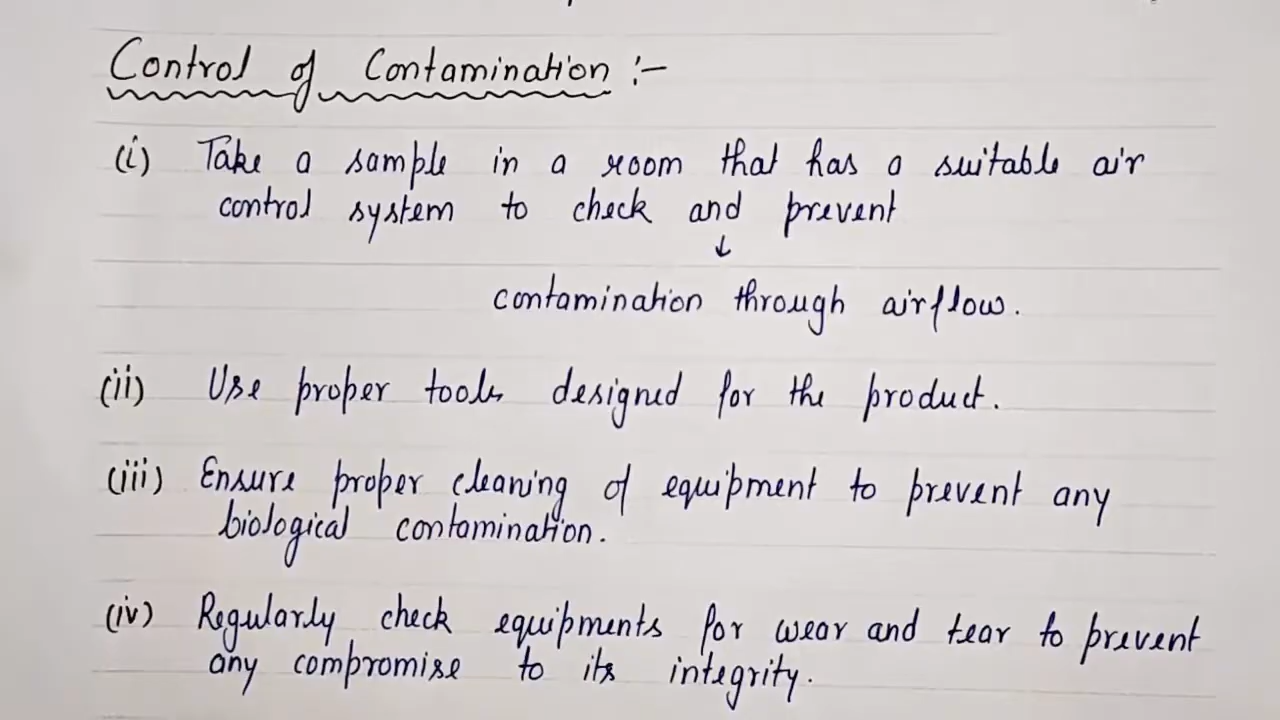 Control of Contamination :-
(i) Take a sample in a room that has a suitable air
control system to check and prevent
↓
contamination through airflow.
(ii) Use proper tools designed for the product.
(iii) Ensure proper cleaning of equipment to prevent any
biological contamination.
(iv) Regularly check equipments for wear and tear to prevent
any compromise to its integrity.